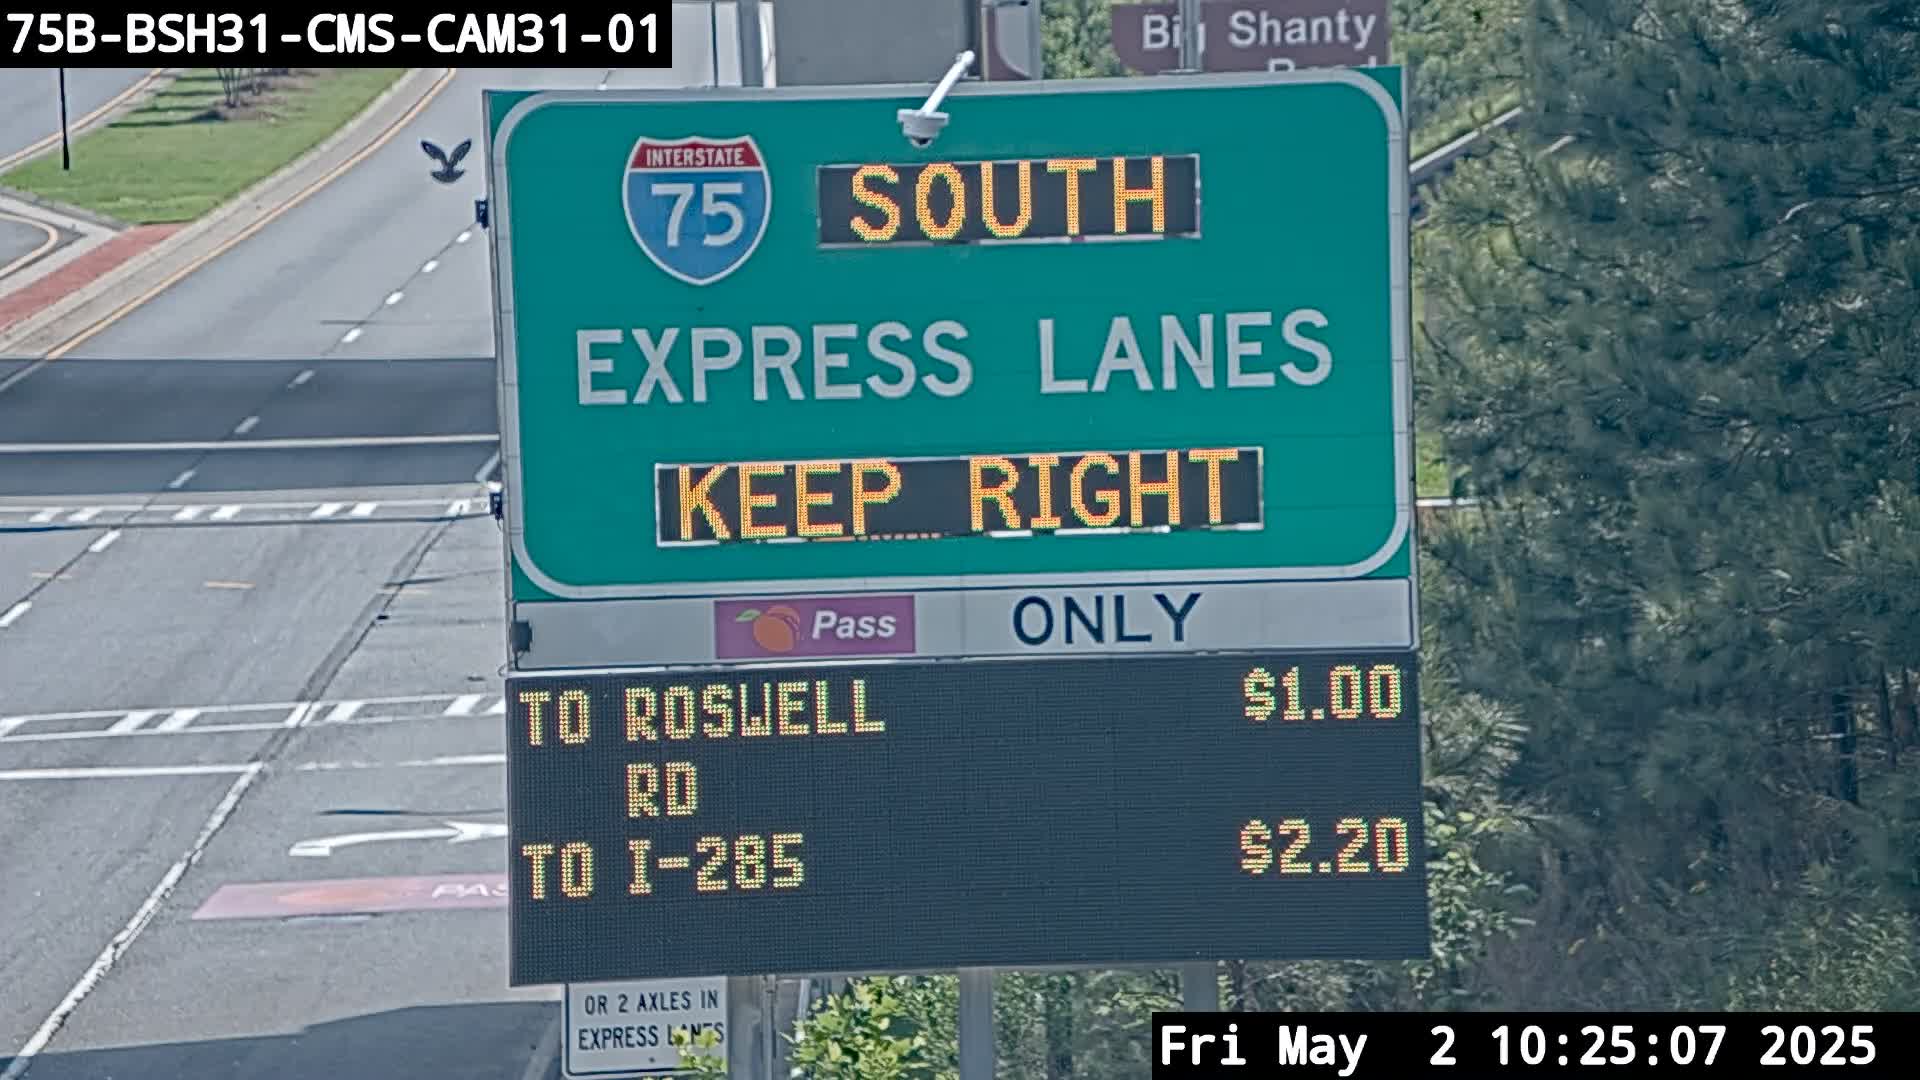 75B-BSH31-CMS-CAM31-01
Big Shanty
Road
INTERSTATE
75
SOUTH
EXPRESS LANES
KEEP RIGHT
Pass
ONLY
TO ROSWELL $1.00
RD
TO I-285 $2.20
PAS
OR 2 AXLES IN
EXPRESS LANES
Fri May 2 10:25:07 2025